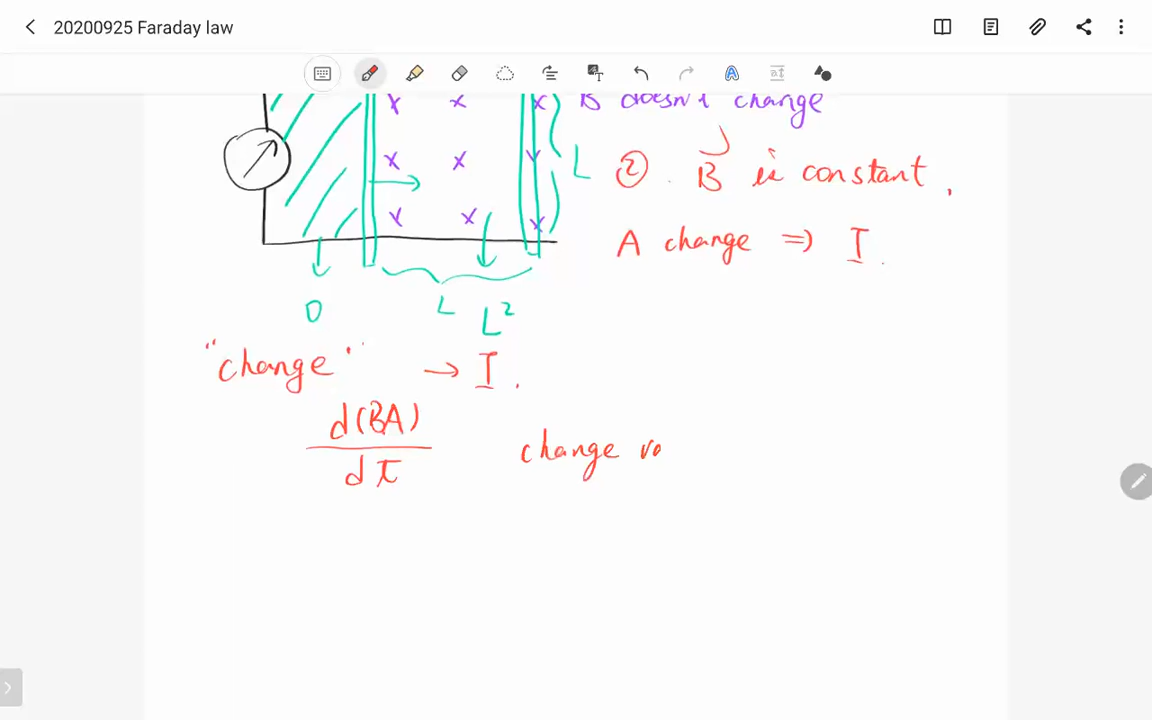 20200925 Faraday law
B doesn't change
L
② . B is constant ,
A change => I .
0
L
L²
"change" → I .
d(BA)
dt
change